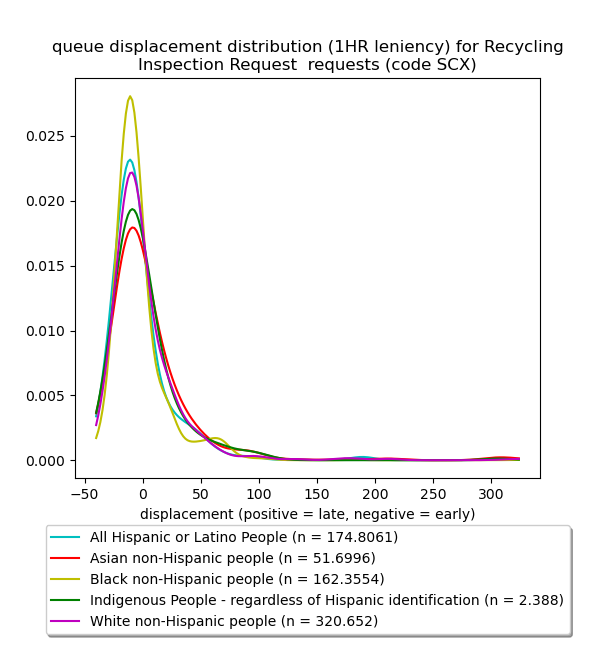 queue displacement distribution (1HR leniency) for Recycling
Inspection Request  requests (code SCX)
0.025
0.020
0.015
0.010
0.005
0.000
−50 0 50 100 150 200 250 300
displacement (positive = late, negative = early)
All Hispanic or Latino People (n = 174.8061)
Asian non-Hispanic people (n = 51.6996)
Black non-Hispanic people (n = 162.3554)
Indigenous People - regardless of Hispanic identification (n = 2.388)
White non-Hispanic people (n = 320.652)